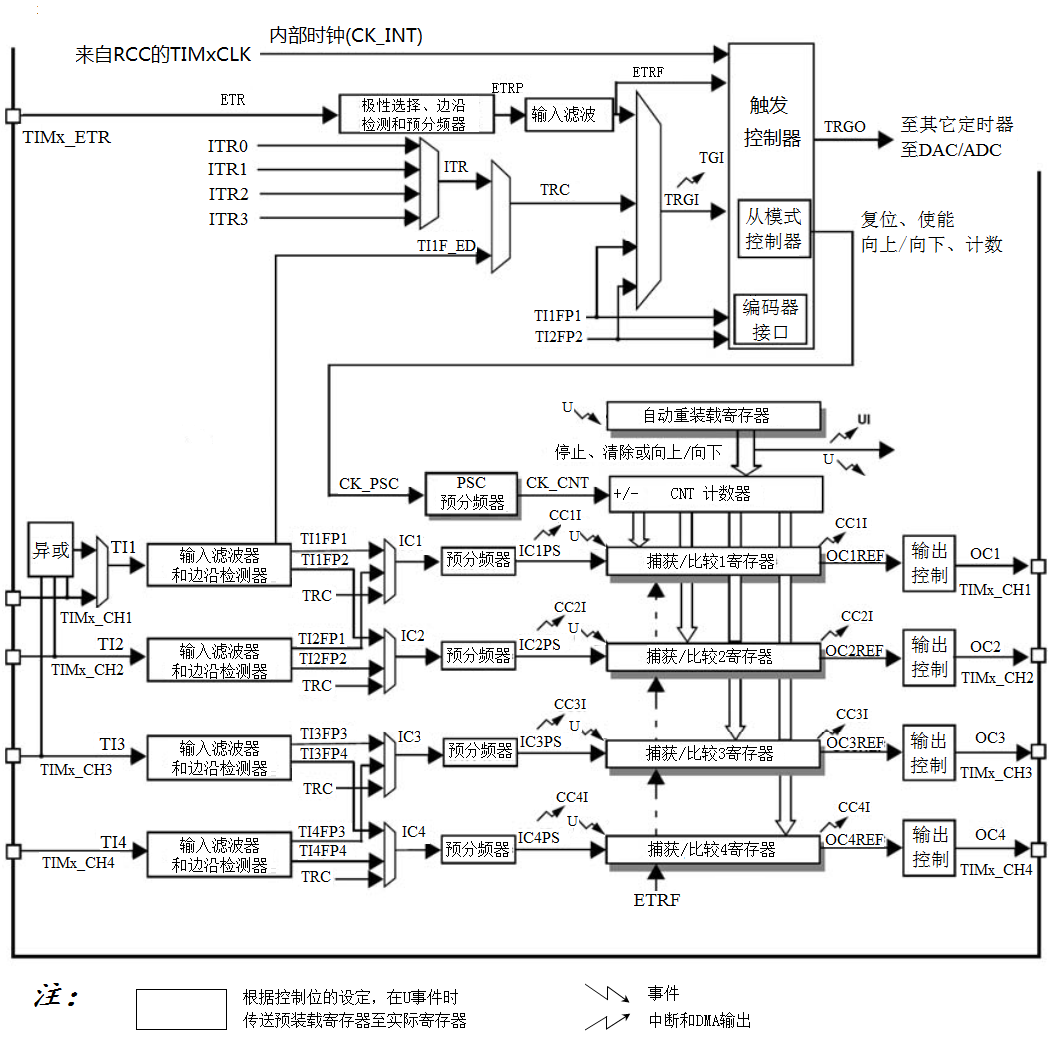 内部时钟(CK_INT)
来自RCC的TIMxCLK
ETR
TIMx_ETR
极性选择、边沿
检测和预分频器
ETRP
输入滤波
ETRF
触发
控制器
TRGO
至其它定时器
至DAC/ADC
ITR0
ITR1
ITR2
ITR3
ITR
TRC
TI1F_ED
TGI
TRGI
从模式
控制器
复位、使能
向上/向下、计数
TI1FP1
TI2FP2
编码器
接口
U
自动重装载寄存器
UI
U
停止、清除或向上/向下
CK_PSC
PSC
预分频器
CK_CNT
+/-
CNT 计数器
异或
TI1
TIMx_CH1
输入滤波器
和边沿检测器
TI1FP1
TI1FP2
TRC
IC1
预分频器
IC1PS
CC1I
U
捕获/比较1寄存器
CC1I
OC1REF
输出
控制
OC1
TIMx_CH1
TI2
TIMx_CH2
输入滤波器
和边沿检测器
TI2FP1
TI2FP2
TRC
IC2
预分频器
IC2PS
CC2I
U
捕获/比较2寄存器
CC2I
OC2REF
输出
控制
OC2
TIMx_CH2
TI3
TIMx_CH3
输入滤波器
和边沿检测器
TI3FP3
TI3FP4
TRC
IC3
预分频器
IC3PS
CC3I
U
捕获/比较3寄存器
CC3I
OC3REF
输出
控制
OC3
TIMx_CH3
TI4
TIMx_CH4
输入滤波器
和边沿检测器
TI4FP3
TI4FP4
TRC
IC4
预分频器
IC4PS
CC4I
U
捕获/比较4寄存器
CC4I
OC4REF
输出
控制
OC4
TIMx_CH4
ETRF
注：
根据控制位的设定，在U事件时
传送预装载寄存器至实际寄存器
事件
中断和DMA输出